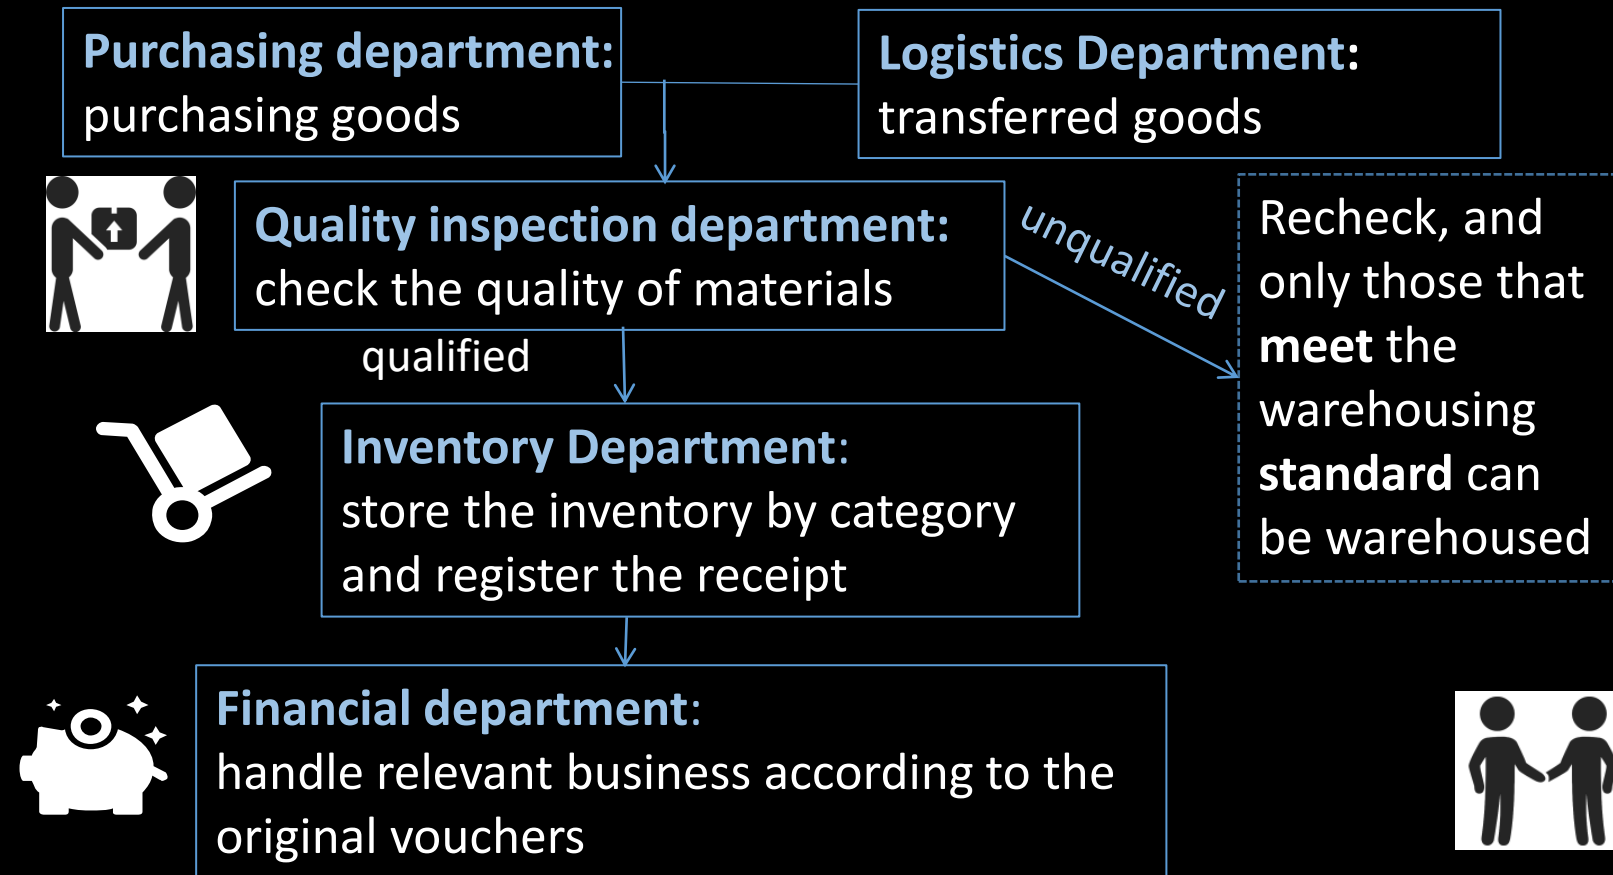 Purchasing department:
purchasing goods
Logistics Department:
transferred goods
Quality inspection department:
check the quality of materials
unqualified
Recheck, and
only those that
meet the
warehousing
standard can
be warehoused
qualified
Inventory Department:
store the inventory by category
and register the receipt
Financial department:
handle relevant business according to the
original vouchers